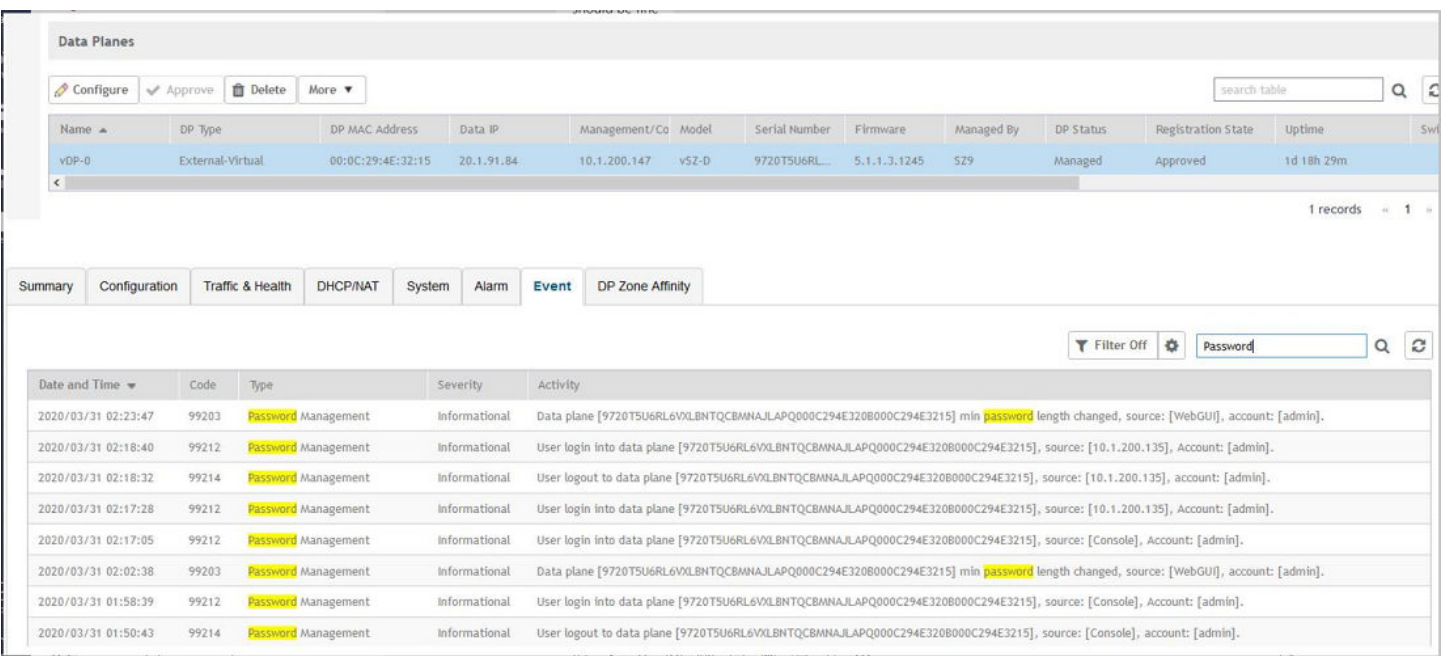 should be fine
Data Planes
Configure Approve Delete More ▼ search table
Name ▲ DP Type DP MAC Address Data IP Management/Co Model Serial Number Firmware Managed By DP Status Registration State Uptime Swi
vDP-0 External-Virtual 00:0C:29:4E:32:15 20.1.91.84 10.1.200.147 vSZ-D 9720T5U6RL... 5.1.1.3.1245 SZ9 Managed Approved 1d 18h 29m
1 records « 1 »
Summary Configuration Traffic & Health DHCP/NAT System Alarm Event DP Zone Affinity
Filter Off Password
Date and Time ▼ Code Type Severity Activity
2020/03/31 02:23:47 99203 Password Management Informational Data plane [9720T5U6RL6VXLBNTQCBMNAJLAPQ000C294E320B000C294E3215] min password length changed, source: [WebGUI], account: [admin].
2020/03/31 02:18:40 99212 Password Management Informational User login into data plane [9720T5U6RL6VXLBNTQCBMNAJLAPQ000C294E320B000C294E3215], source: [10.1.200.135], Account: [admin].
2020/03/31 02:18:32 99214 Password Management Informational User logout to data plane [9720T5U6RL6VXLBNTQCBMNAJLAPQ000C294E320B000C294E3215], source: [10.1.200.135], account: [admin].
2020/03/31 02:17:28 99212 Password Management Informational User login into data plane [9720T5U6RL6VXLBNTQCBMNAJLAPQ000C294E320B000C294E3215], source: [10.1.200.135], Account: [admin].
2020/03/31 02:17:05 99212 Password Management Informational User login into data plane [9720T5U6RL6VXLBNTQCBMNAJLAPQ000C294E320B000C294E3215], source: [Console], Account: [admin].
2020/03/31 02:02:38 99203 Password Management Informational Data plane [9720T5U6RL6VXLBNTQCBMNAJLAPQ000C294E320B000C294E3215] min password length changed, source: [WebGUI], account: [admin].
2020/03/31 01:58:39 99212 Password Management Informational User login into data plane [9720T5U6RL6VXLBNTQCBMNAJLAPQ000C294E320B000C294E3215], source: [Console], Account: [admin].
2020/03/31 01:50:43 99214 Password Management Informational User logout to data plane [9720T5U6RL6VXLBNTQCBMNAJLAPQ000C294E320B000C294E3215], source: [Console], account: [admin].